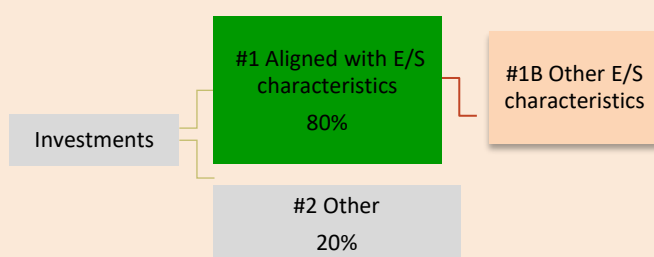 Investments
#1 Aligned with E/S
characteristics
80%
#1B Other E/S
characteristics
#2 Other
20%